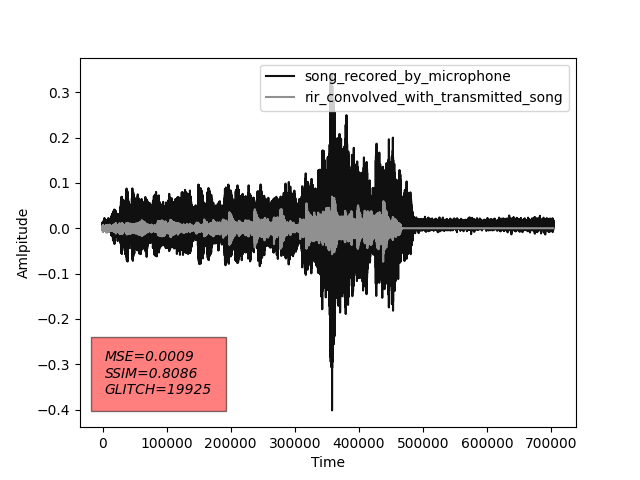 song_recored_by_microphone
rir_convolved_with_transmitted_song
Amlpitude
0.3
0.2
0.1
0.0
−0.1
−0.2
−0.3
−0.4
MSE=0.0009
SSIM=0.8086
GLITCH=19925
0 100000 200000 300000 400000 500000 600000 700000
Time